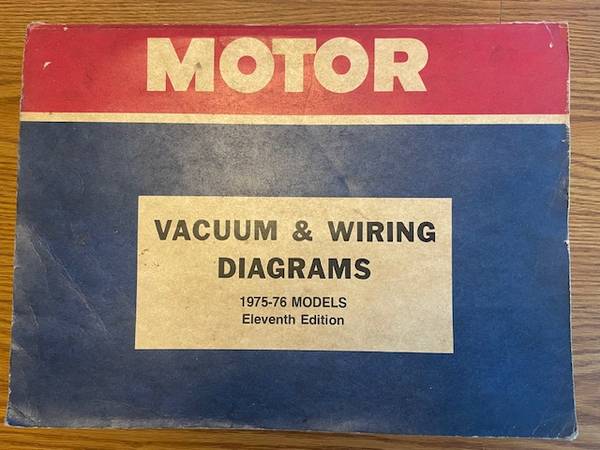 MOTOR
VACUUM & WIRING
DIAGRAMS
1975-76 MODELS
Eleventh Edition